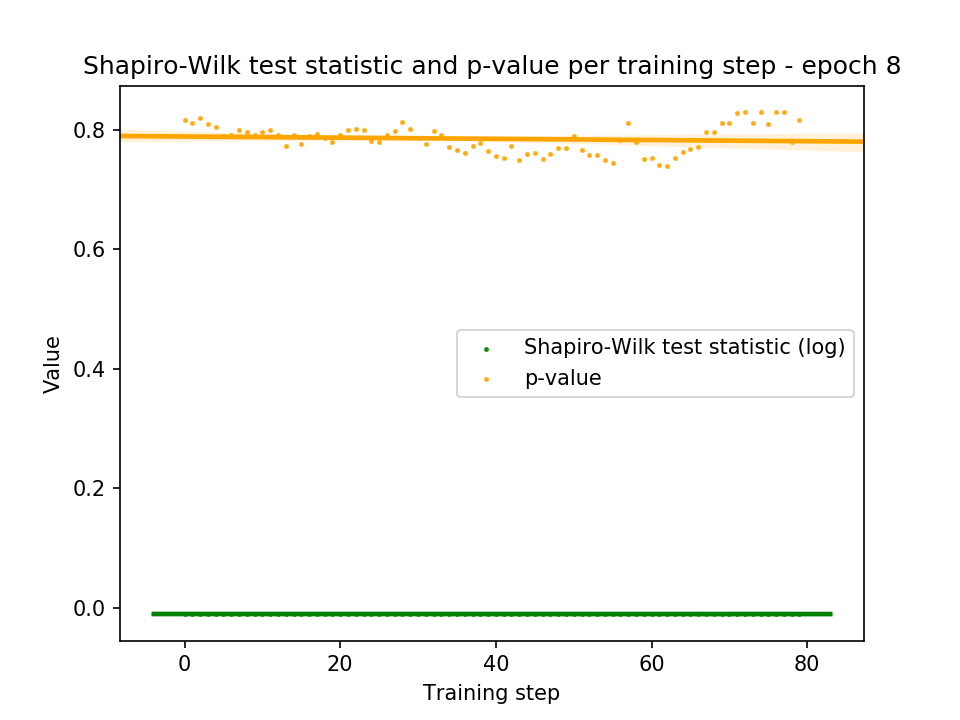 Shapiro-Wilk test statistic and p-value per training step - epoch 8
0.8
0.6
0.4
0.2
0.0
Value
Shapiro-Wilk test statistic (log)
p-value
0 20 40 60 80
Training step